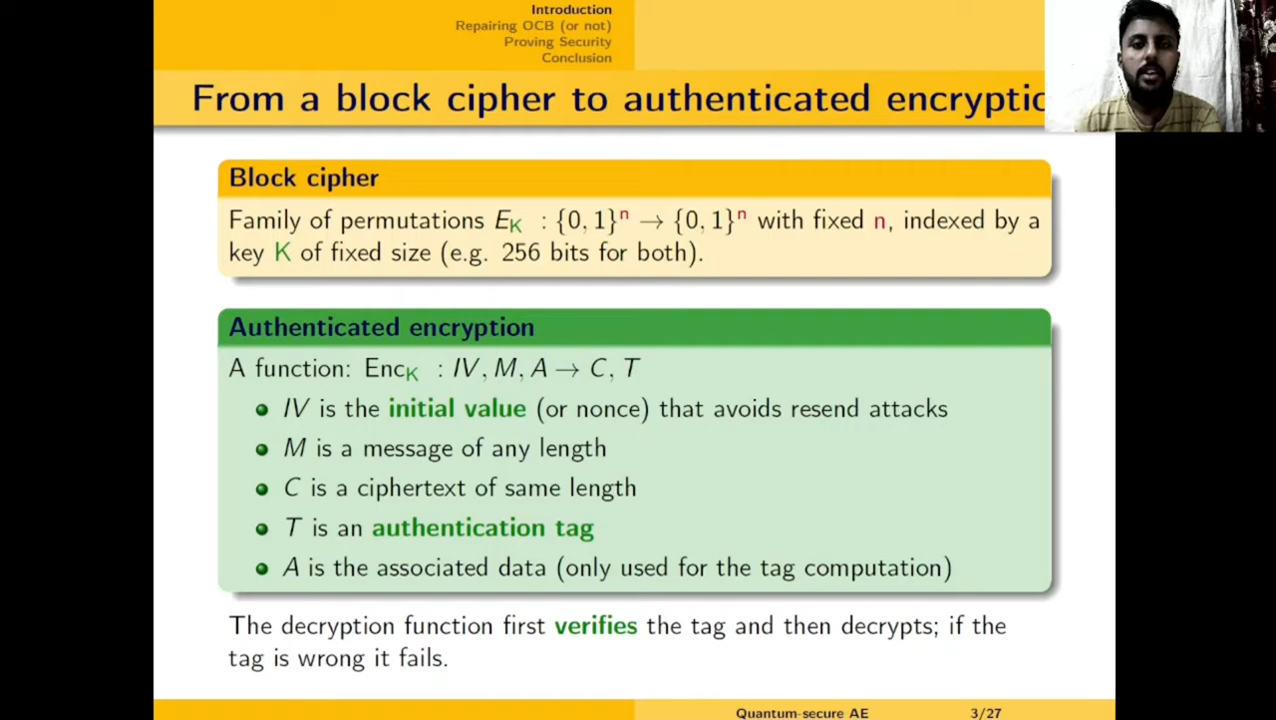 Introduction
Repairing OCB (or not)
Proving Security
Conclusion
From a block cipher to authenticated
Block cipher
Family of permutations E_K : {0, 1}^n → {0, 1}^n with fixed n, indexed by a
key K of fixed size (e.g. 256 bits for both).
Authenticated encryption
A function: Enc_K : IV, M, A → C, T
IV is the initial value (or nonce) that avoids resend attacks
M is a message of any length
C is a ciphertext of same length
T is an authentication tag
A is the associated data (only used for the tag computation)
The decryption function first verifies the tag and then decrypts; if the
tag is wrong it fails.
Quantum-secure AE 3/27